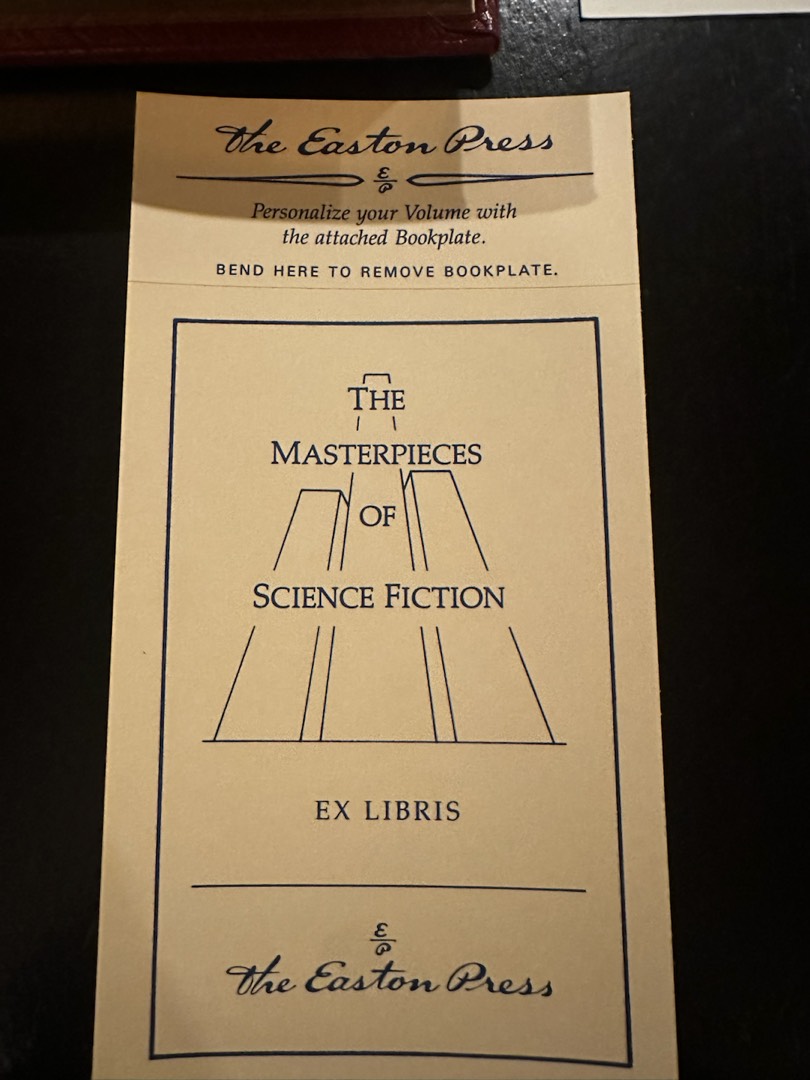 The Easton Press
E
P
Personalize your Volume with
the attached Bookplate.
BEND HERE TO REMOVE BOOKPLATE.
THE
MASTERPIECES
OF
SCIENCE FICTION
EX LIBRIS
E
P
The Easton Press